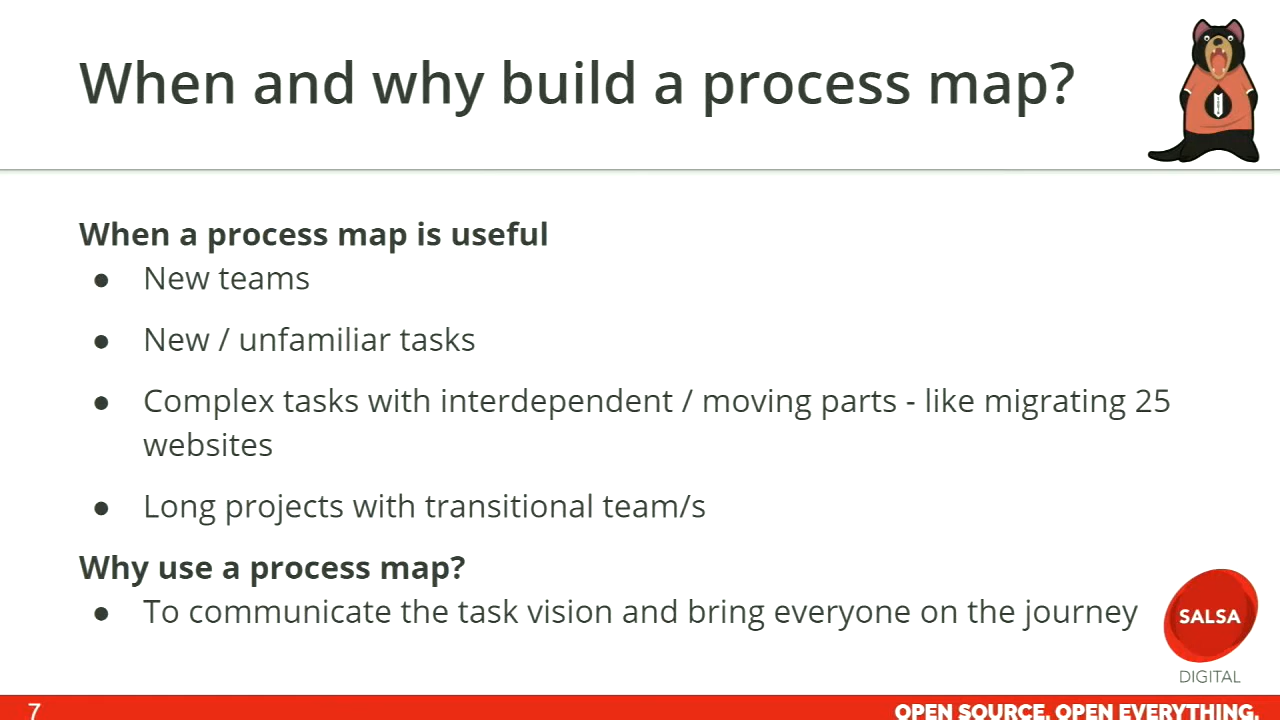 When and why build a process map?
When a process map is useful
● New teams
● New / unfamiliar tasks
● Complex tasks with interdependent / moving parts - like migrating 25
websites
● Long projects with transitional team/s
Why use a process map?
● To communicate the task vision and bring everyone on the journey
SALSA
DIGITAL
7
OPEN SOURCE. OPEN EVERYTHING.